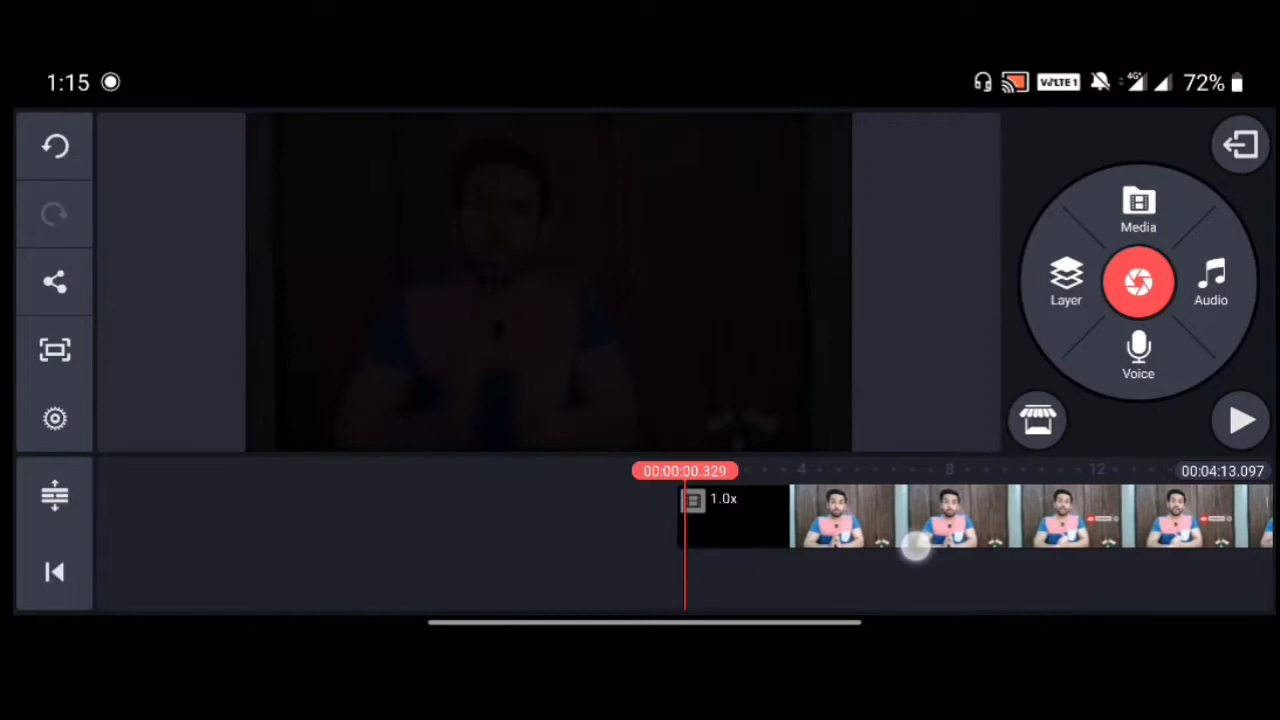 1:15
VoLTE 1
4G+
72%
Media
Layer
Audio
Voice
00:00:00.329
4
8
12
00:04:13.097
1.0x